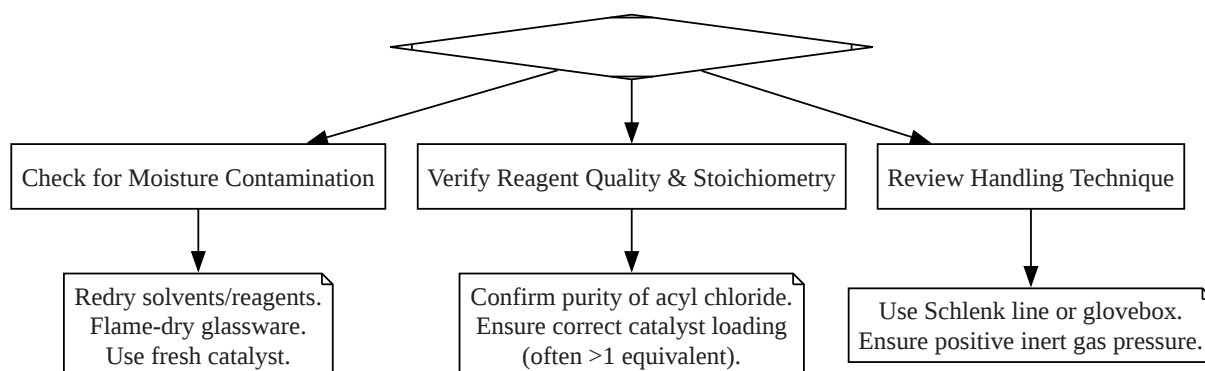 Check for Moisture Contamination
Verify Reagent Quality & Stoichiometry
Review Handling Technique
Redry solvents/reagents.
Flame-dry glassware.
Use fresh catalyst.
Confirm purity of acyl chloride.
Ensure correct catalyst loading
(often >1 equivalent).
Use Schlenk line or glovebox.
Ensure positive inert gas pressure.